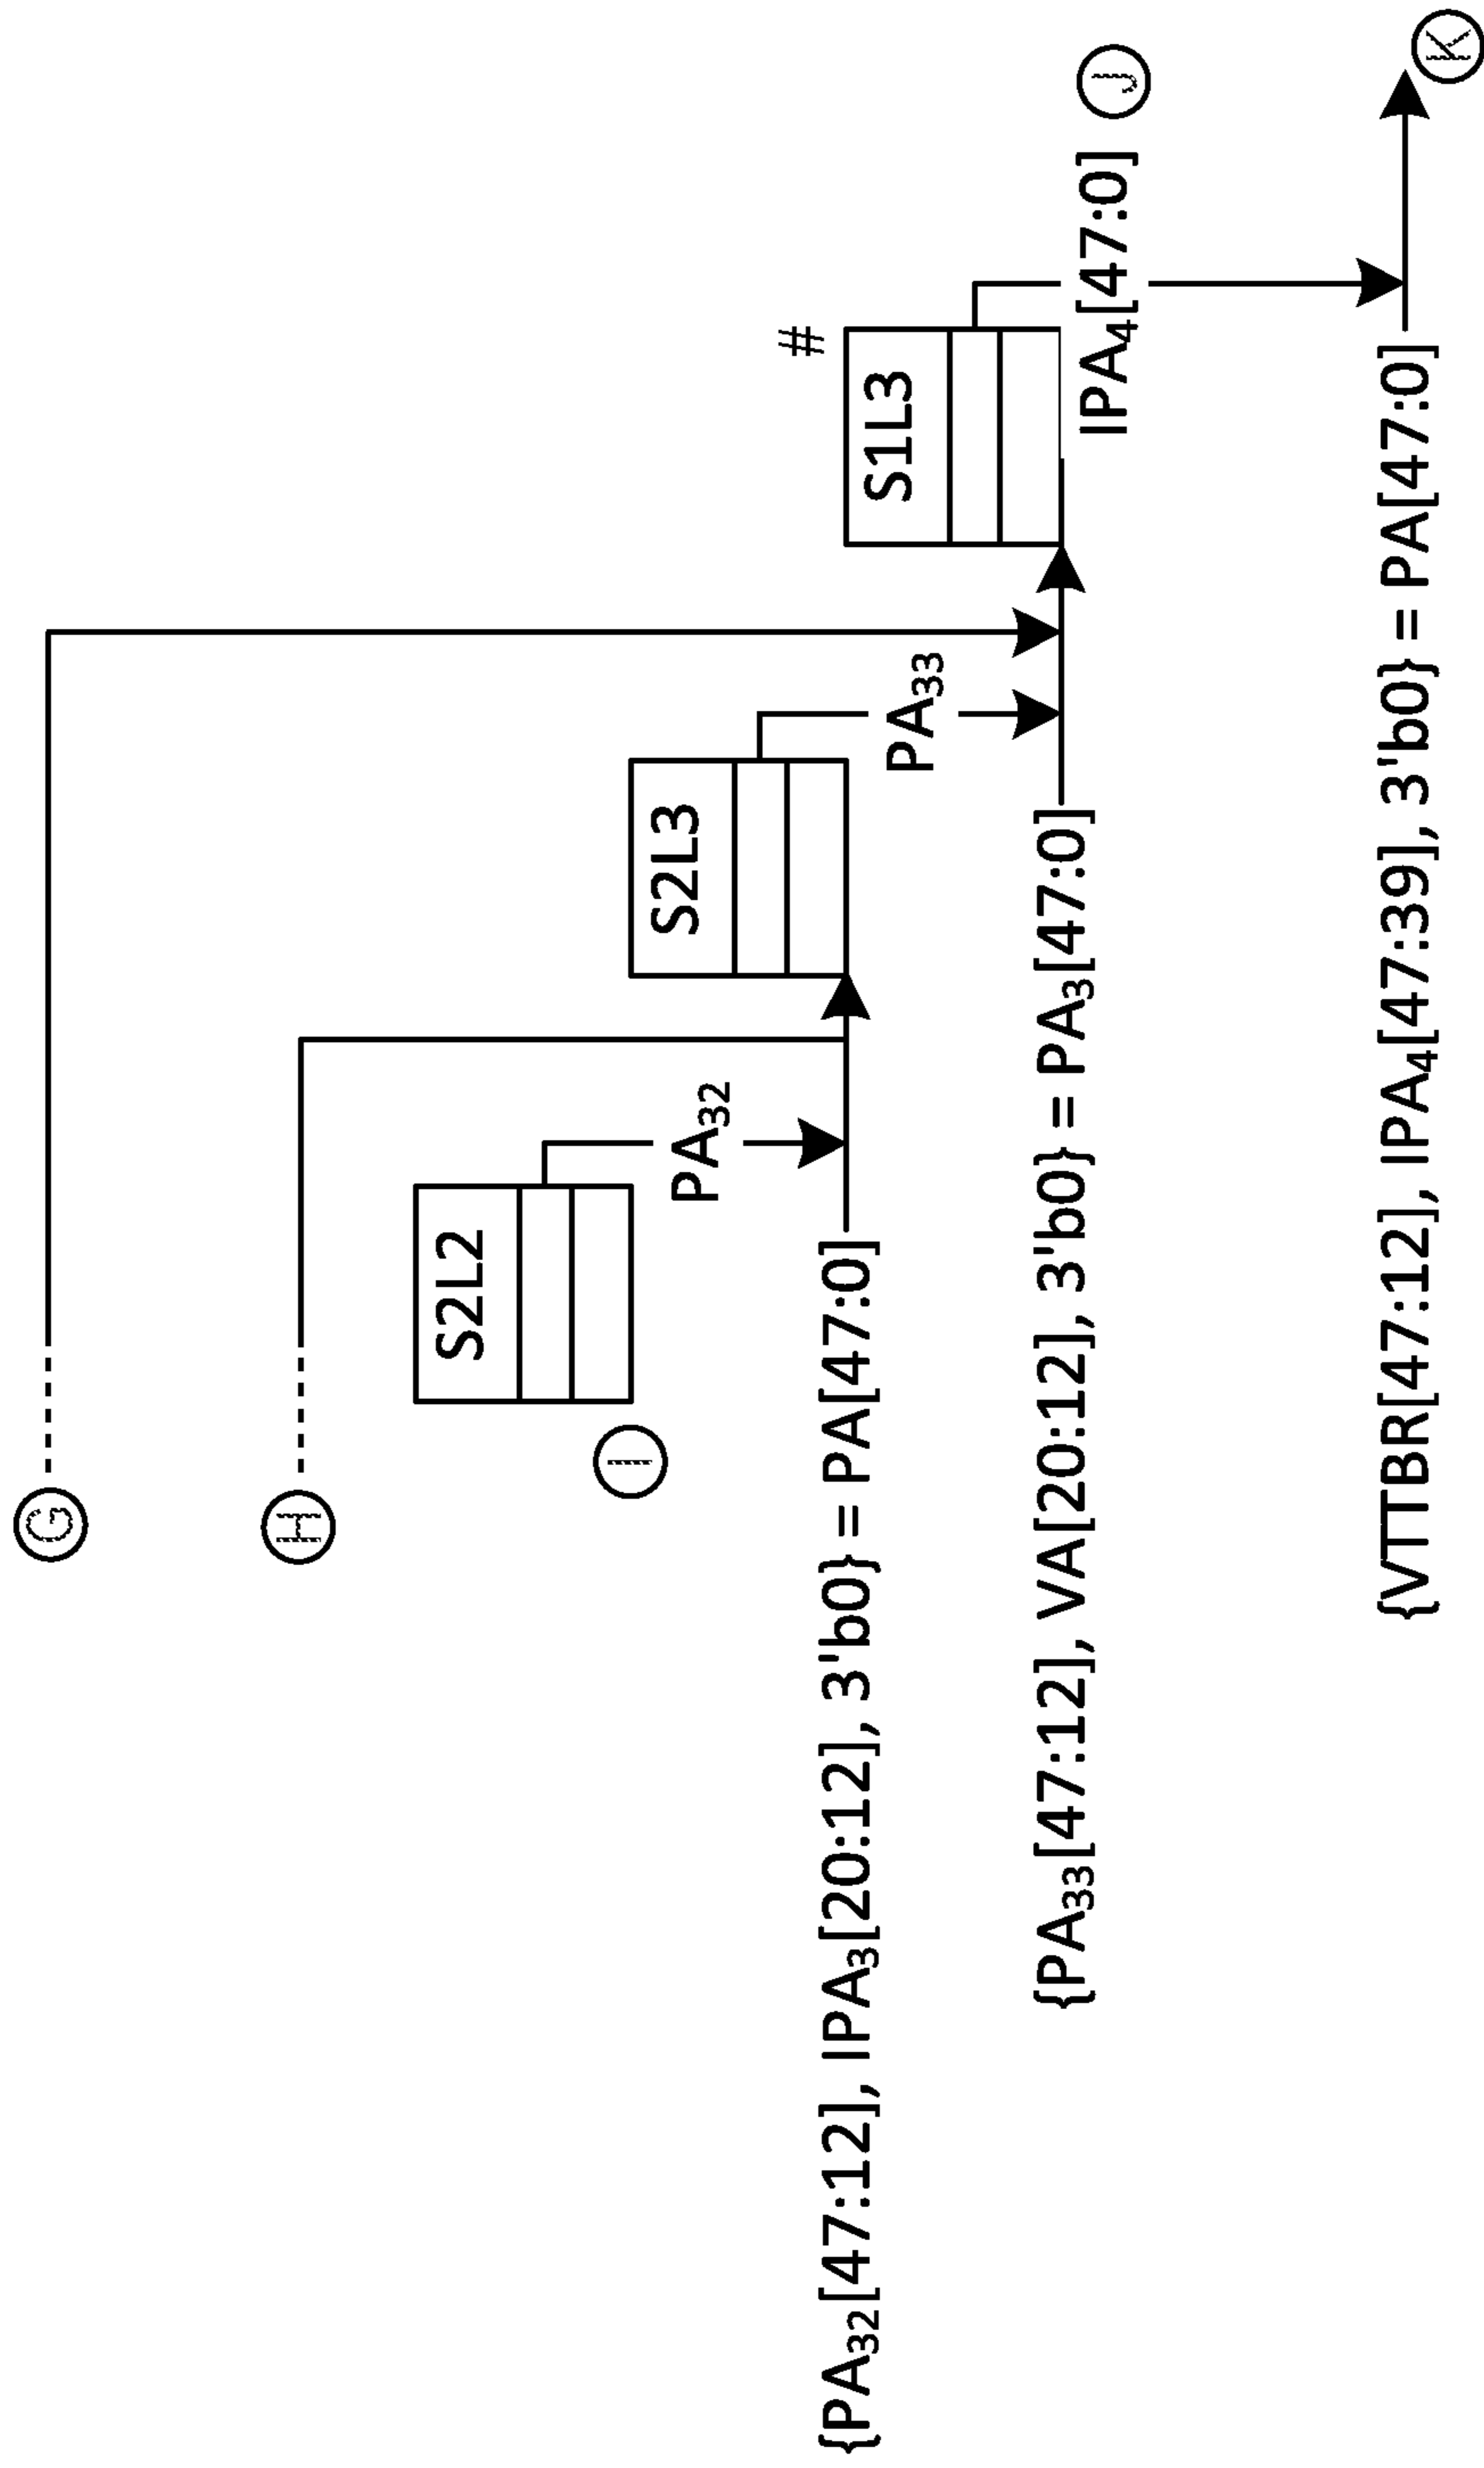 G
H
S2L2
I
PA₃₂
S2L3
{PA₃₂[47:12], IPA₃[20:12], 3'b0} = PA[47:0]
PA₃₃
#
S1L3
{PA₃₃[47:12], VA[20:12], 3'b0} = PA₃[47:0]
IPA₄[47:0]
J
{VTTBR[47:12], IPA₄[47:39], 3'b0} = PA[47:0]
K